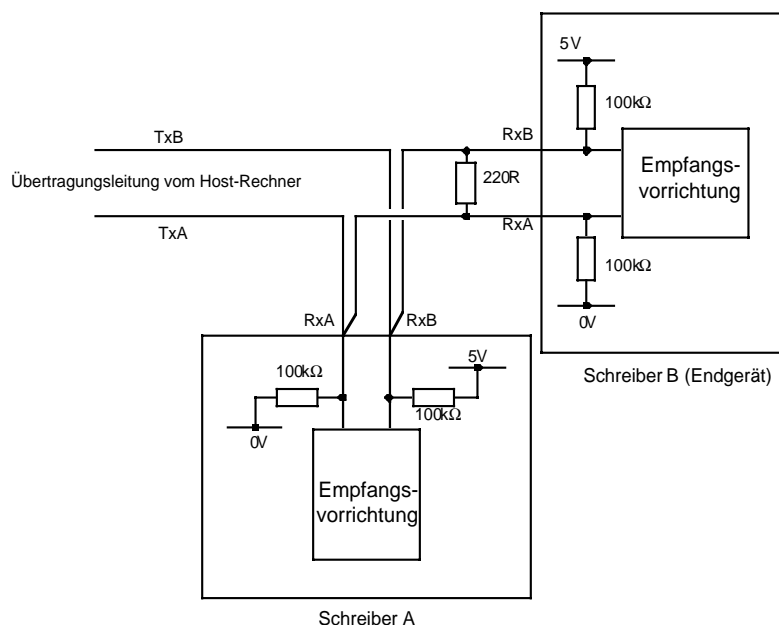 5V
100kΩ
TxB
RxB
Empfangs-
vorrichtung
220R
Übertragungsleitung vom Host-Rechner
TxA
RxA
100kΩ
0V
RxA
RxB
Schreiber B (Endgerät)
5V
100kΩ
100kΩ
0V
Empfangs-
vorrichtung
Schreiber A